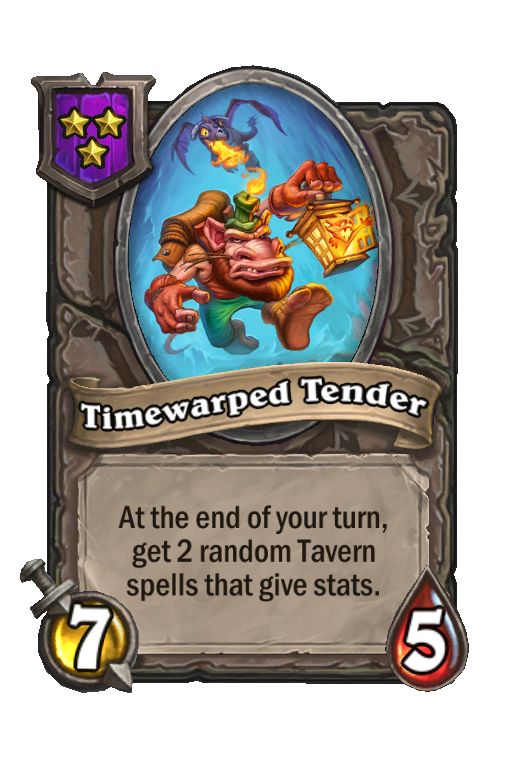 Timewarped Tender
At the end of your turn,
get 2 random Tavern
spells that give stats.
7
5